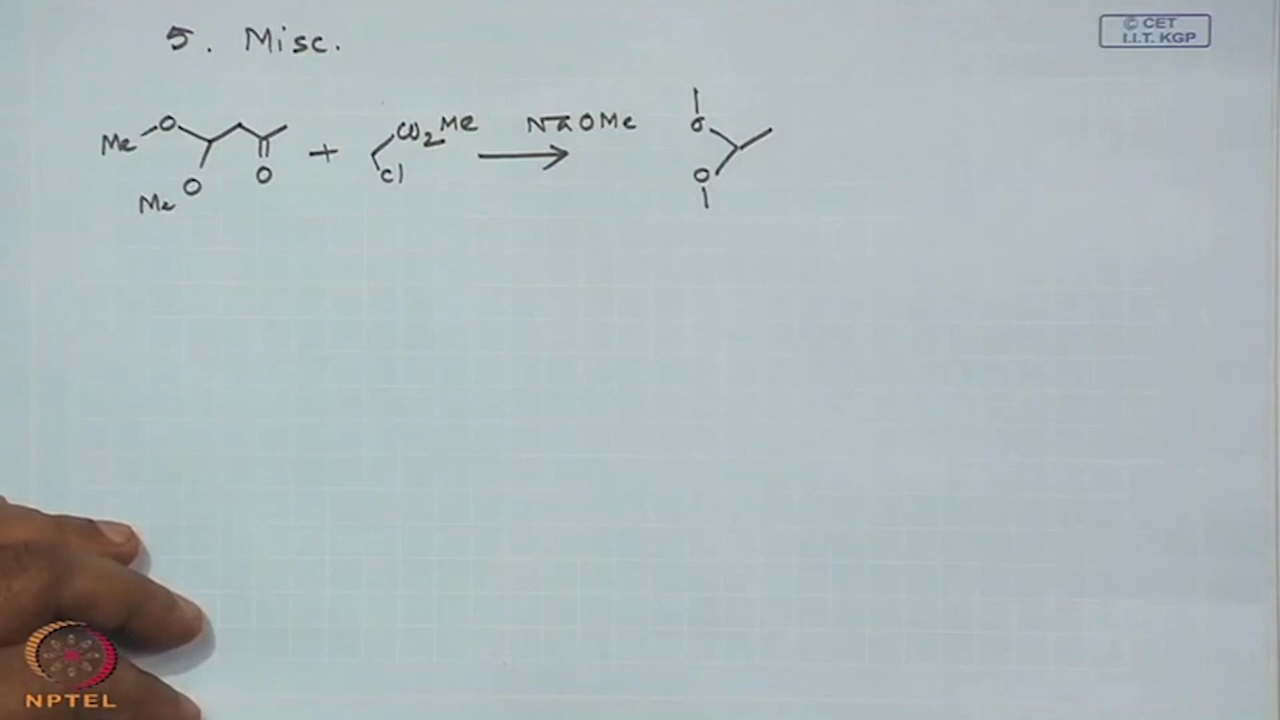 5. Misc.
© CET
I.I.T. KGP
Me O O Me O + CO2Me Cl NaOMe O O
NPTEL